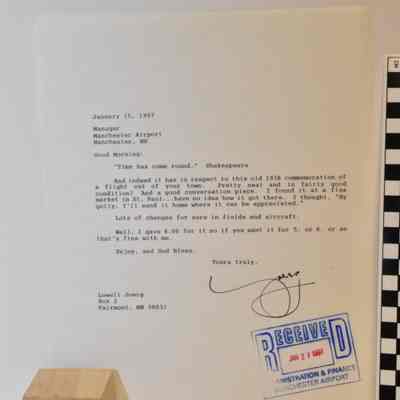 January 15, 1997
Manager
Manchester Airport
Manchester, NH
Good Morning:
"Time has come round." Shakespeare
And indeed it has in respect to this old 1938 commemoration of
a flight out of your town. Pretty neat and in fairly good
condition? And a good conversation piece. I found it at a flea
market in St. Paul...have no idea how it got there. I thought, "By
golly, I'll send it home where it can be appreciated."
Lots of changes for sure in fields and aircraft.
Well, I gave 6.00 for it so if you want it for 5. or 6. or so
that's fine with me.
Enjoy, and God Bless.
Yours truly,
Lowell
Box 2
Fairmont, MN 56031
RECEIVED
JAN 21 1997
ADMINISTRATION & FINANCE
MANCHESTER AIRPORT